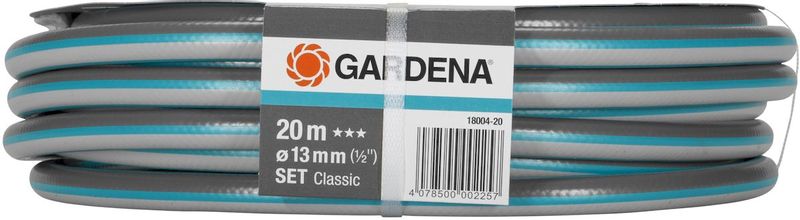 GARDENA
18004-20
20 m ***
ø 13 mm (½")
SET Classic
4 078500 002257